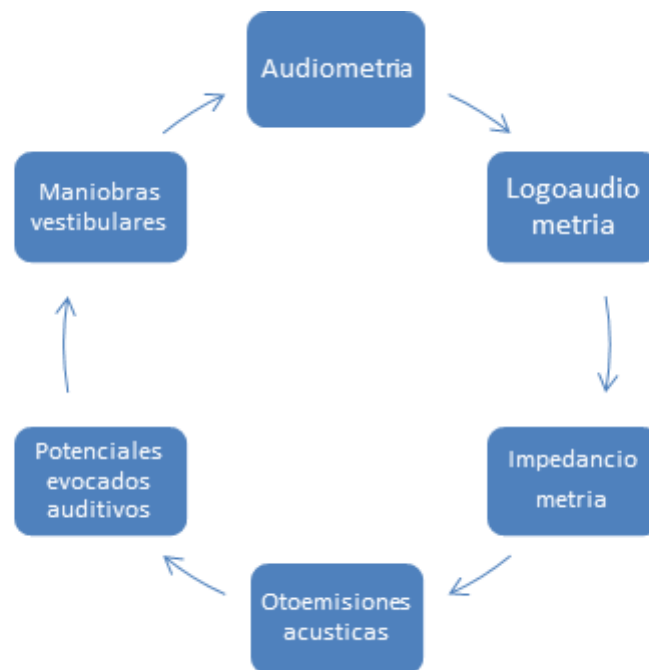 Audiometria
Logoaudio
metria
Impedancio
metria
Otoemisiones
acusticas
Potenciales
evocados
auditivos
Maniobras
vestibulares